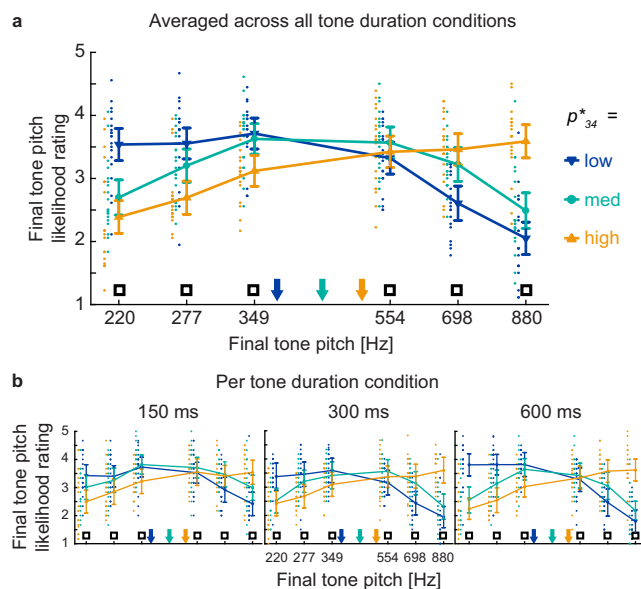 a
Averaged across all tone duration conditions
Final tone pitch
likelihood rating
5
4
3
2
1
220 277 349 554 698 880
Final tone pitch [Hz]
p*34 =
low
med
high
b
Per tone duration condition
150 ms 300 ms 600 ms
Final tone pitch
likelihood rating
5
4
3
2
1
220 277 349 554 698 880
Final tone pitch [Hz]